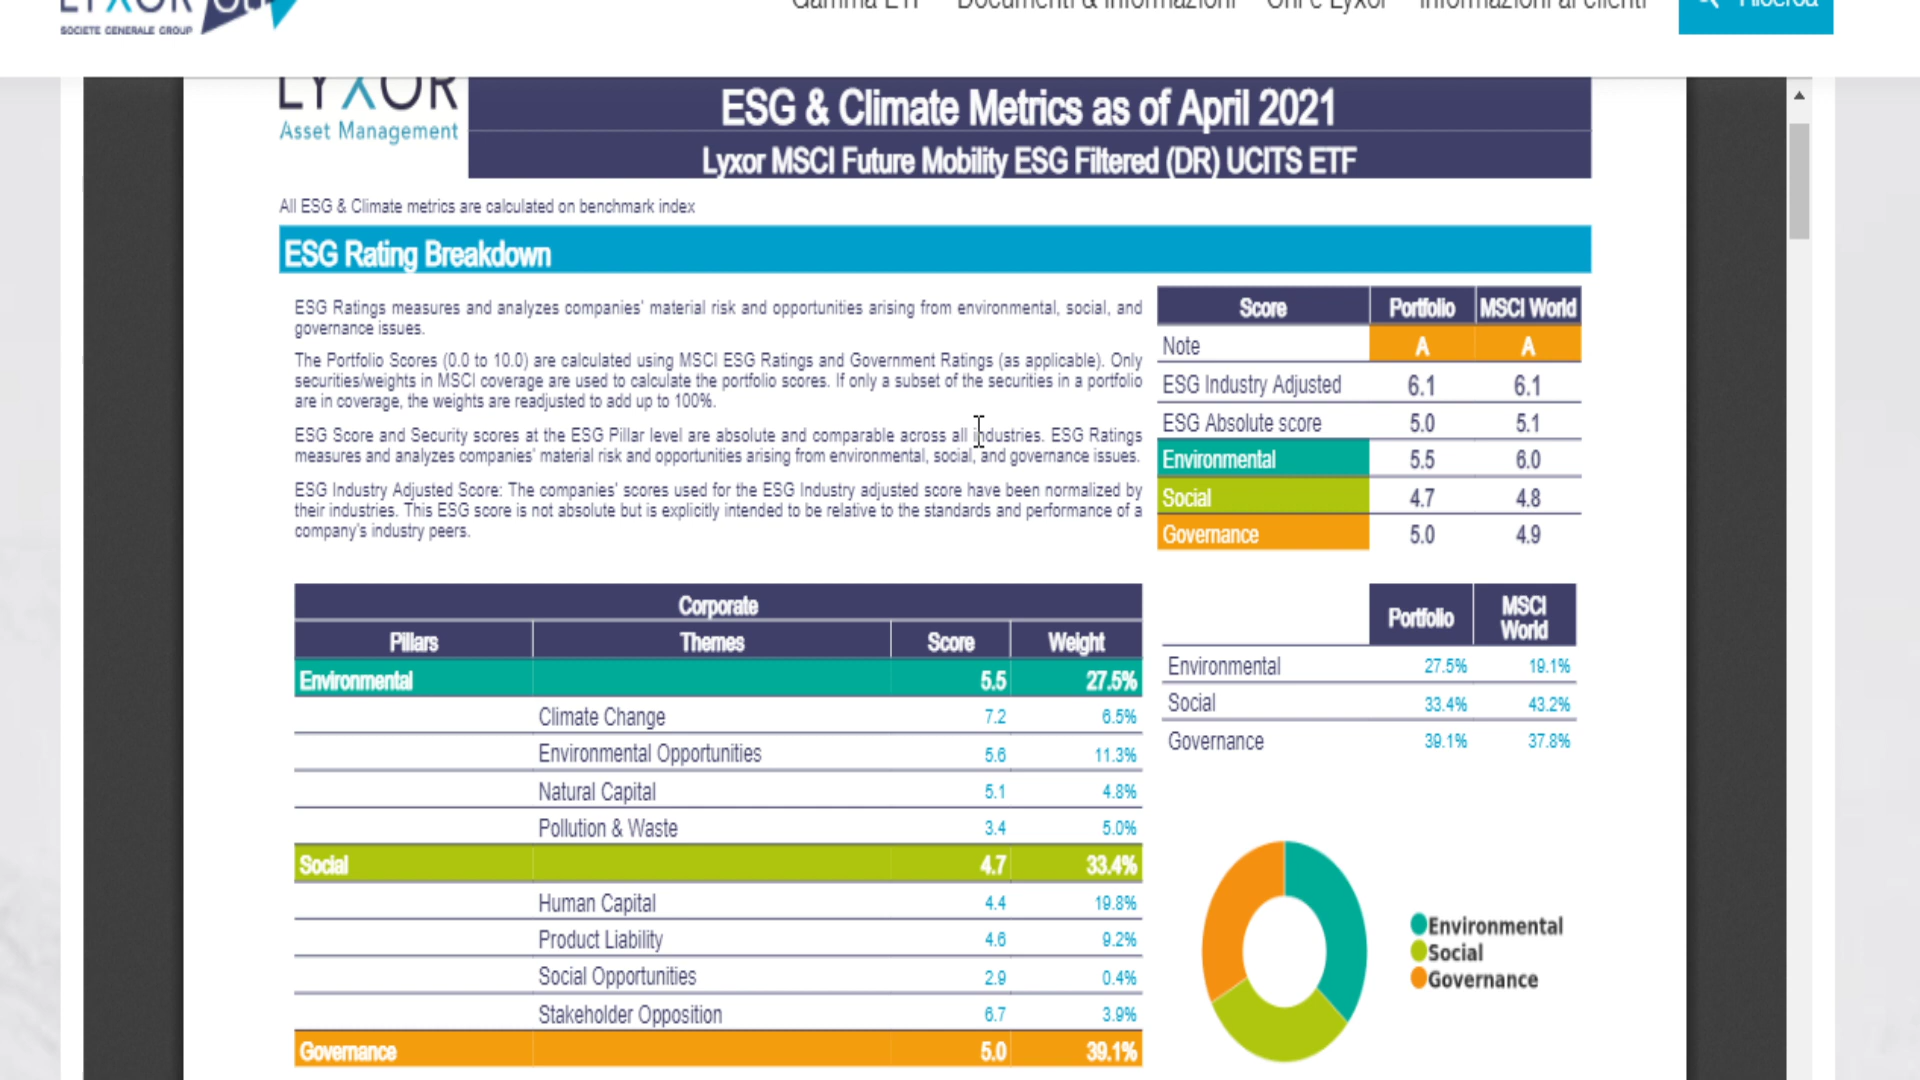 LYXOR
SOCIETE GENERALE GROUP
Gamma ETF
Documenti & Informazioni
Chi è Lyxor
Informazioni ai clienti
Ricerca
LYXOR
Asset Management
ESG & Climate Metrics as of April 2021
Lyxor MSCI Future Mobility ESG Filtered (DR) UCITS ETF
All ESG & Climate metrics are calculated on benchmark index
ESG Rating Breakdown
ESG Ratings measures and analyzes companies' material risk and opportunities arising from environmental, social, and
governance issues.
The Portfolio Scores (0.0 to 10.0) are calculated using MSCI ESG Ratings and Government Ratings (as applicable). Only
securities/weights in MSCI coverage are used to calculate the portfolio scores. If only a subset of the securities in a portfolio
are in coverage, the weights are readjusted to add up to 100%.
ESG Score and Security scores at the ESG Pillar level are absolute and comparable across all industries. ESG Ratings
measures and analyzes companies' material risk and opportunities arising from environmental, social, and governance issues.
ESG Industry Adjusted Score: The companies' scores used for the ESG Industry adjusted score have been normalized by
their industries. This ESG score is not absolute but is explicitly intended to be relative to the standards and performance of a
company's industry peers.
Score Portfolio MSCI World
Note A A
ESG Industry Adjusted 6.1 6.1
ESG Absolute score 5.0 5.1
Environmental 5.5 6.0
Social 4.7 4.8
Governance 5.0 4.9
Corporate
Pillars Themes Score Weight
Environmental 5.5 27.5%
Climate Change 7.2 6.5%
Environmental Opportunities 5.6 11.3%
Natural Capital 5.1 4.8%
Pollution & Waste 3.4 5.0%
Social 4.7 33.4%
Human Capital 4.4 19.8%
Product Liability 4.6 9.2%
Social Opportunities 2.9 0.4%
Stakeholder Opposition 6.7 3.9%
Governance 5.0 39.1%
Portfolio MSCI
World
Environmental 27.5% 19.1%
Social 33.4% 43.2%
Governance 39.1% 37.8%
Environmental
Social
Governance